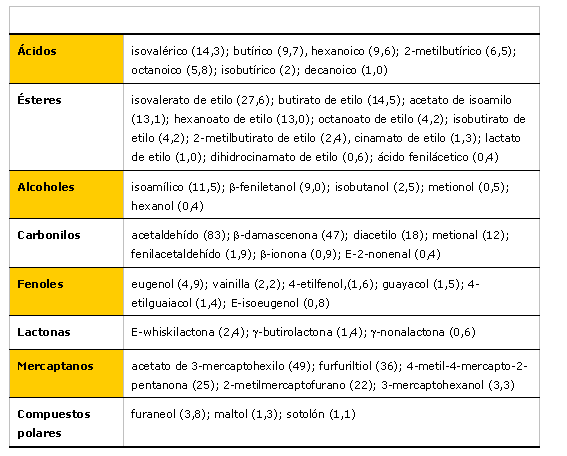 Ácidos
isovalérico (14,3); butírico (9,7), hexanoico (9,6); 2-metilbutírico (6,5);
octanoico (5,8); isobutírico (2); decanoico (1,0)
Ésteres
isovalerato de etilo (27,6); butirato de etilo (14,5); acetato de isoamilo
(13,1); hexanoato de etilo (13,0); octanoato de etilo (4,2); isobutirato de
etilo (4,2); 2-metilbutirato de etilo (2,4), cinamato de etilo (1,3); lactato
de etilo (1,0); dihidrocinamato de etilo (0,6); ácido fenilácetico (0,4)
Alcoholes
isoamílico (11,5); β-feniletanol (9,0); isobutanol (2,5); metionol (0,5);
hexanol (0,4)
Carbonilos
acetaldehído (83); β-damascenona (47); diacetilo (18); metional (12);
fenilacetaldehído (1,9); β-ionona (0,9); E-2-nonenal (0,4)
Fenoles
eugenol (4,9); vainilla (2,2); 4-etilfenol,(1,6); guayacol (1,5); 4-
etilguaiacol (1,4); E-isoeugenol (0,8)
Lactonas
E-whiskilactona (2,4); γ-butirolactona (1,4); γ-nonalactona (0,6)
Mercaptanos
acetato de 3-mercaptohexilo (49); furfuriltiol (36); 4-metil-4-mercapto-2-
pentanona (25); 2-metilmercaptofurano (22); 3-mercaptohexanol (3,3)
Compuestos
polares
furaneol (3,8); maltol (1,3); sotolón (1,1)